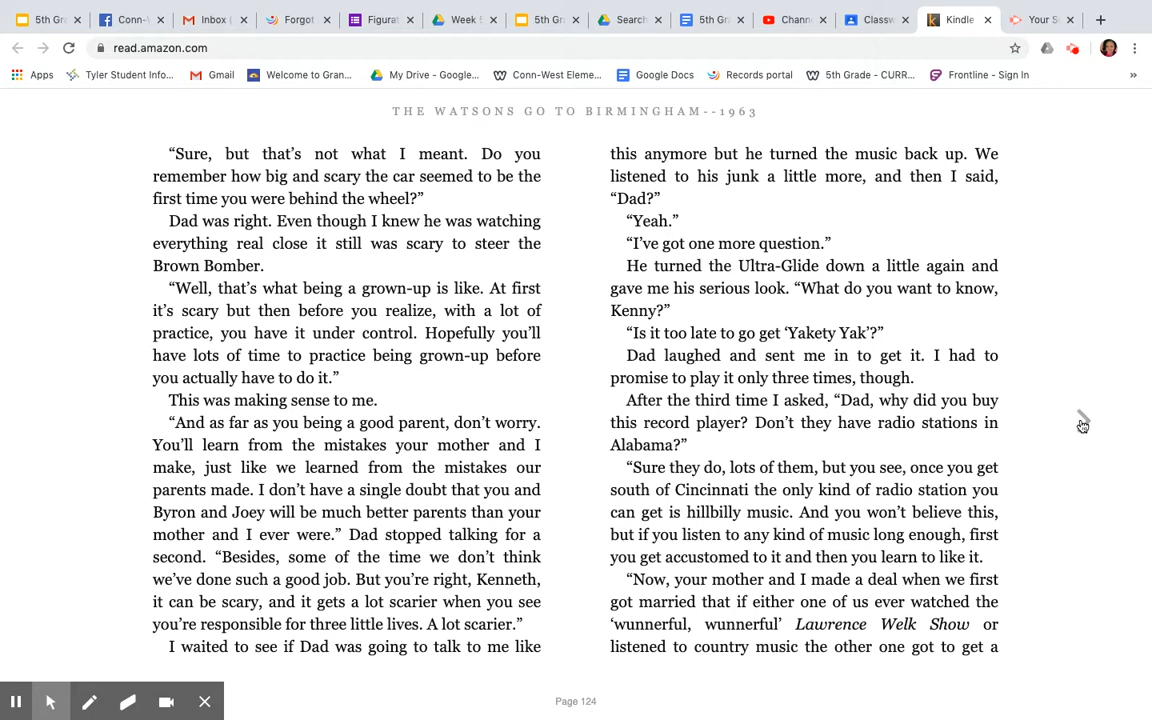 5th Gr
Conn-
Inbox (
Forgot
Figurat
Week
5th Gr
Search
5th Gra
Chann
Classw
Kindle
Your S
read.amazon.com
Apps
Tyler Student Info...
Gmail
Welcome to Gran...
My Drive - Google...
Conn-West Eleme...
Google Docs
Records portal
5th Grade - CURR...
Frontline - Sign In
»
THE WATSONS GO TO BIRMINGHAM--1963
“Sure, but that’s not what I meant. Do you
remember how big and scary the car seemed to be the
first time you were behind the wheel?”
Dad was right. Even though I knew he was watching
everything real close it still was scary to steer the
Brown Bomber.
“Well, that’s what being a grown-up is like. At first
it’s scary but then before you realize, with a lot of
practice, you have it under control. Hopefully you’ll
have lots of time to practice being grown-up before
you actually have to do it.”
This was making sense to me.
“And as far as you being a good parent, don’t worry.
You’ll learn from the mistakes your mother and I
make, just like we learned from the mistakes our
parents made. I don’t have a single doubt that you and
Byron and Joey will be much better parents than your
mother and I ever were.” Dad stopped talking for a
second. “Besides, some of the time we don’t think
we’ve done such a good job. But you’re right, Kenneth,
it can be scary, and it gets a lot scarier when you see
you’re responsible for three little lives. A lot scarier.”
I waited to see if Dad was going to talk to me like
this anymore but he turned the music back up. We
listened to his junk a little more, and then I said,
“Dad?”
“Yeah.”
“I’ve got one more question.”
He turned the Ultra-Glide down a little again and
gave me his serious look. “What do you want to know,
Kenny?”
“Is it too late to go get ‘Yakety Yak’?”
Dad laughed and sent me in to get it. I had to
promise to play it only three times, though.
After the third time I asked, “Dad, why did you buy
this record player? Don’t they have radio stations in
Alabama?”
“Sure they do, lots of them, but you see, once you get
south of Cincinnati the only kind of radio station you
can get is hillbilly music. And you won’t believe this,
but if you listen to any kind of music long enough, first
you get accustomed to it and then you learn to like it.
“Now, your mother and I made a deal when we first
got married that if either one of us ever watched the
‘wunnerful, wunnerful’ Lawrence Welk Show or
listened to country music the other one got to get a
Page 124